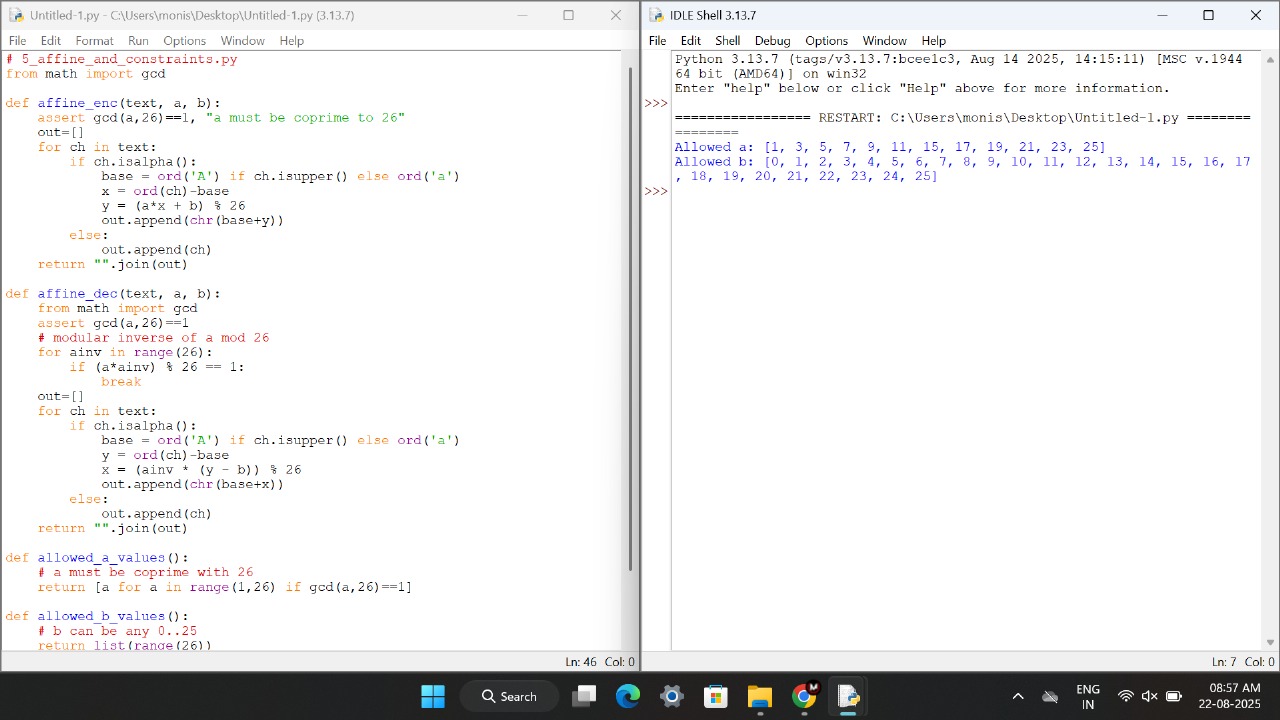 Untitled-1.py - C:\Users\monis\Desktop\Untitled-1.py (3.13.7)
File Edit Format Run Options Window Help
# 5_affine_and_constraints.py
from math import gcd
def affine_enc(text, a, b):
    assert gcd(a,26)==1, "a must be coprime to 26"
    out=[]
    for ch in text:
        if ch.isalpha():
            base = ord('A') if ch.isupper() else ord('a')
            x = ord(ch)-base
            y = (a*x + b) % 26
            out.append(chr(base+y))
        else:
            out.append(ch)
    return "".join(out)
def affine_dec(text, a, b):
    from math import gcd
    assert gcd(a,26)==1
    # modular inverse of a mod 26
    for ainv in range(26):
        if (a*ainv) % 26 == 1:
            break
    out=[]
    for ch in text:
        if ch.isalpha():
            base = ord('A') if ch.isupper() else ord('a')
            y = ord(ch)-base
            x = (ainv * (y - b)) % 26
            out.append(chr(base+x))
        else:
            out.append(ch)
    return "".join(out)
def allowed_a_values():
    # a must be coprime with 26
    return [a for a in range(1,26) if gcd(a,26)==1]
def allowed_b_values():
    # b can be any 0..25
    return list(range(26))
Ln: 46 Col: 0
IDLE Shell 3.13.7
File Edit Shell Debug Options Window Help
Python 3.13.7 (tags/v3.13.7:bcee1c3, Aug 14 2025, 14:15:11) [MSC v.1944
64 bit (AMD64)] on win32
Enter "help" below or click "Help" above for more information.
>>>
================= RESTART: C:\Users\monis\Desktop\Untitled-1.py ========
========
Allowed a: [1, 3, 5, 7, 9, 11, 15, 17, 19, 21, 23, 25]
Allowed b: [0, 1, 2, 3, 4, 5, 6, 7, 8, 9, 10, 11, 12, 13, 14, 15, 16, 17
, 18, 19, 20, 21, 22, 23, 24, 25]
>>>
Ln: 7 Col: 0
Search
M
ENG
IN
08:57 AM
22-08-2025